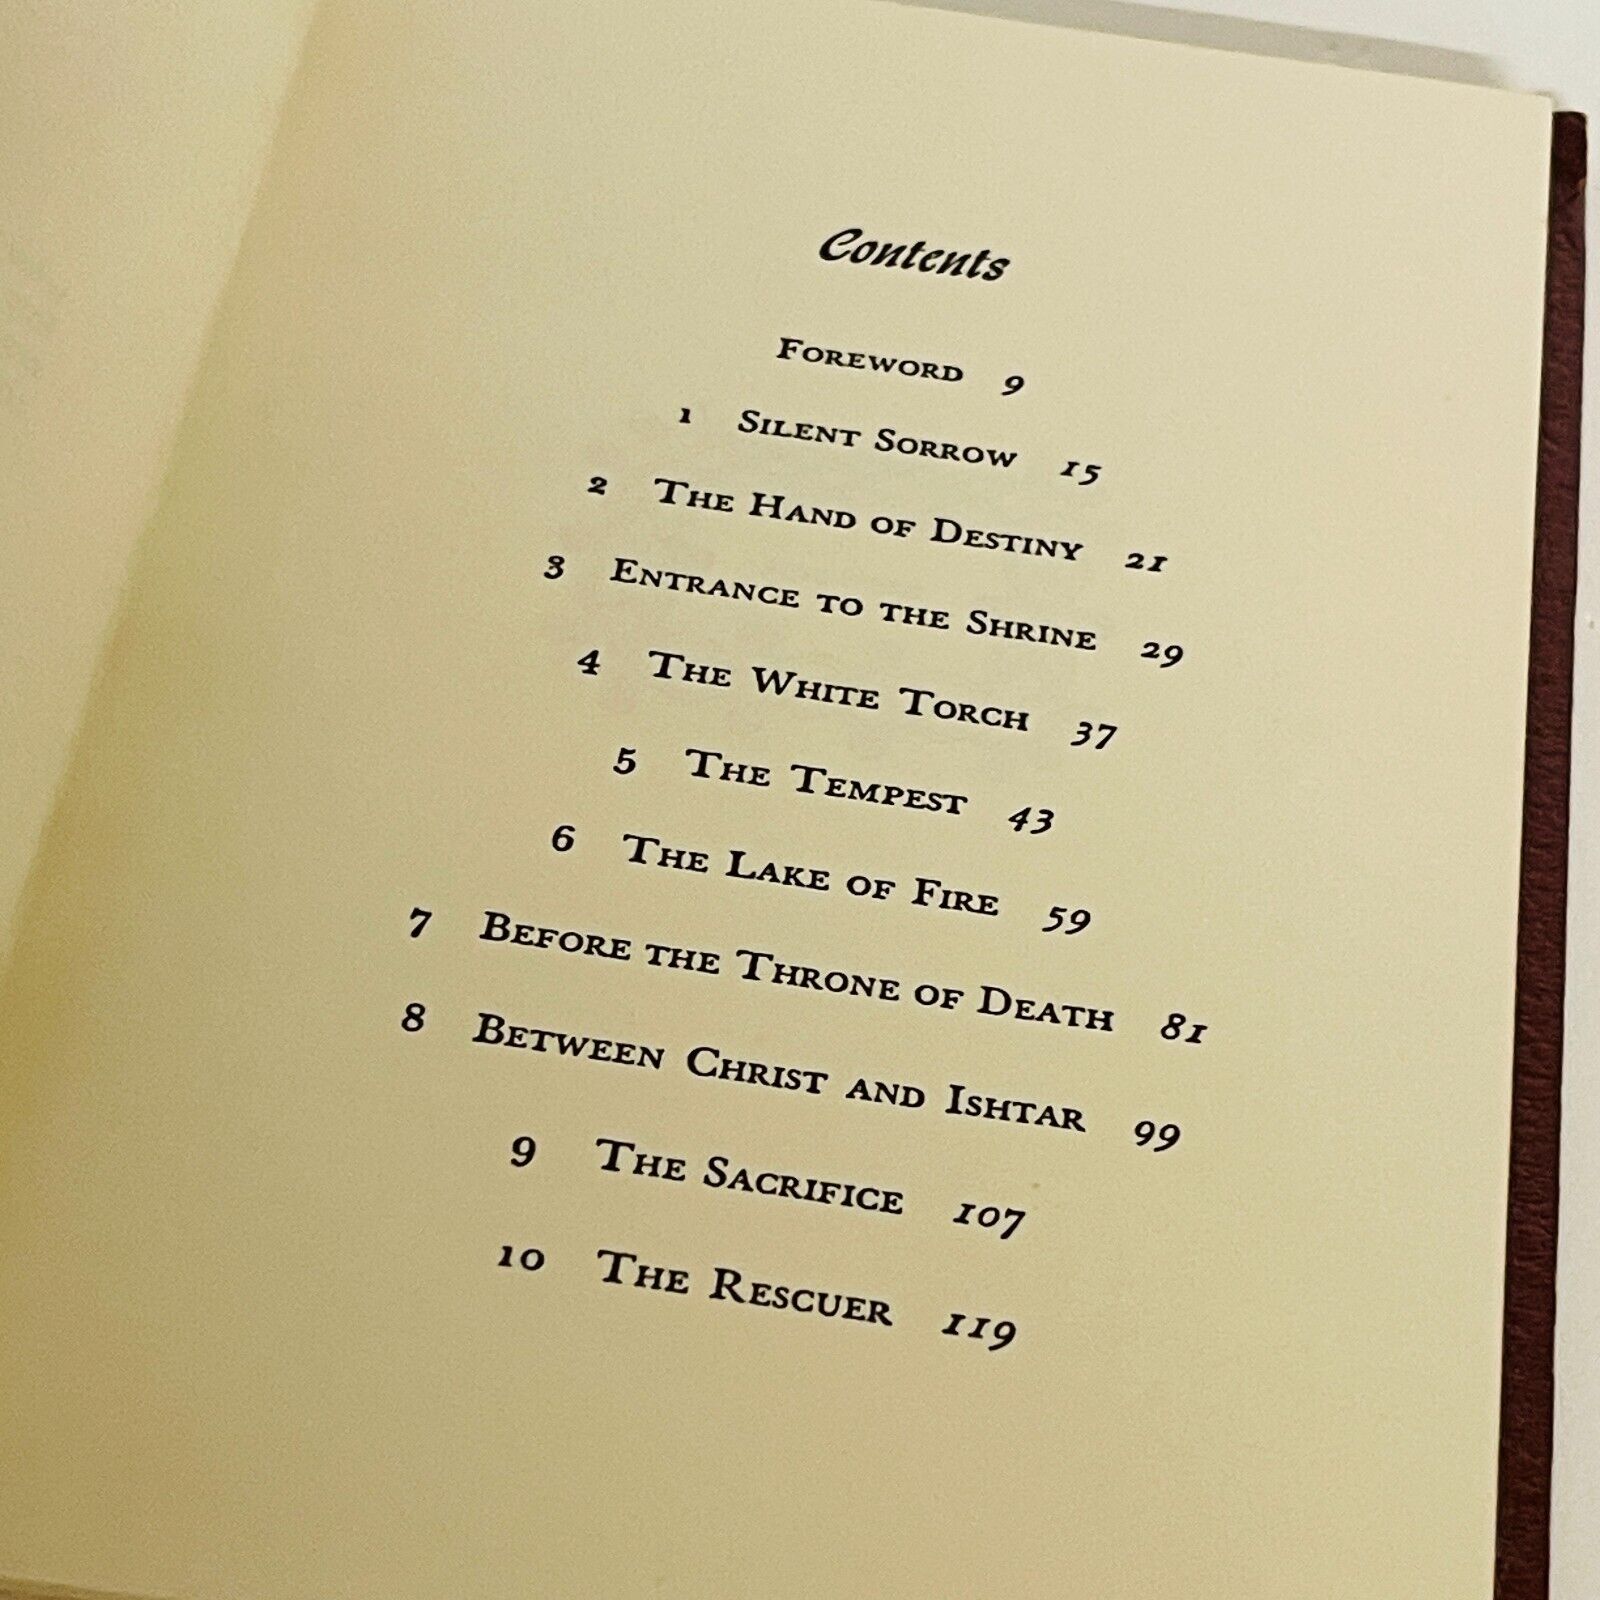 Contents
Foreword 9
1 Silent Sorrow 15
2 The Hand of Destiny 21
3 Entrance to the Shrine 29
4 The White Torch 37
5 The Tempest 43
6 The Lake of Fire 59
7 Before the Throne of Death 81
8 Between Christ and Ishtar 99
9 The Sacrifice 107
10 The Rescuer 119